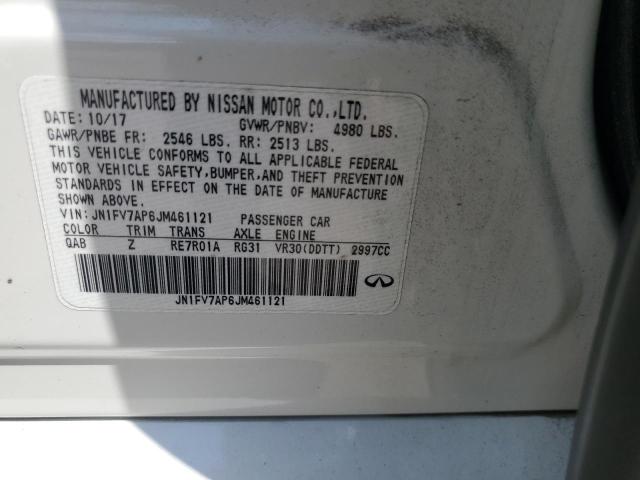 MANUFACTURED BY NISSAN MOTOR CO.,LTD.
DATE: 10/17 GVWR/PNBV: 4980 LBS.
GAWR/PNBE FR: 2546 LBS. RR: 2513 LBS.
THIS VEHICLE CONFORMS TO ALL APPLICABLE FEDERAL
MOTOR VEHICLE SAFETY,BUMPER,AND THEFT PREVENTION
STANDARDS IN EFFECT ON THE DATE OF MANUFACTURE
SHOWN ABOVE.
VIN: JN1FV7AP6JM461121 PASSENGER CAR
COLOR TRIM TRANS AXLE ENGINE
QAB Z RE7R01A RG31 VR30(DDTT) 2997CC
JN1FV7AP6JM461121